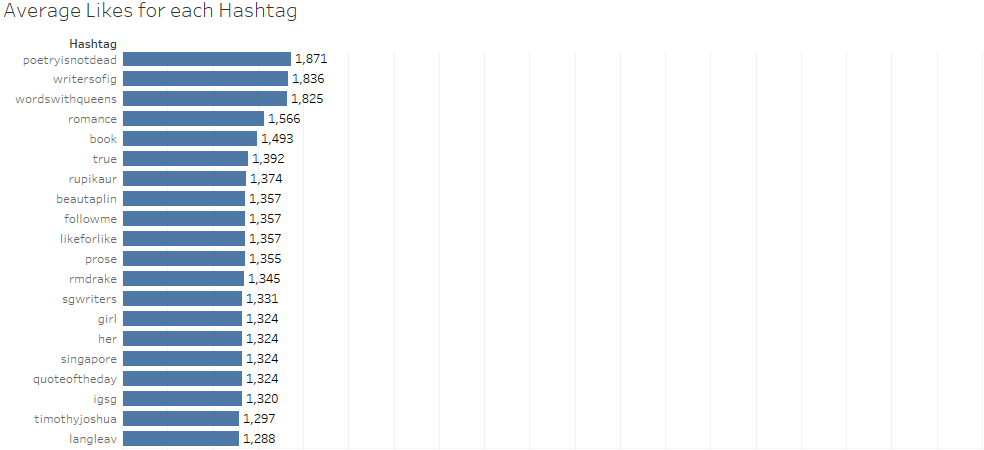 Average Likes for each Hashtag
Hashtag
poetryisnotdead 1,871
writersofig 1,836
wordswithqueens 1,825
romance 1,566
book 1,493
true 1,392
rupikaur 1,374
beautaplin 1,357
followme 1,357
likeforlike 1,357
prose 1,355
rmdrake 1,345
sgwriters 1,331
girl 1,324
her 1,324
singapore 1,324
quoteoftheday 1,324
igsg 1,320
timothyjoshua 1,297
langleav 1,288